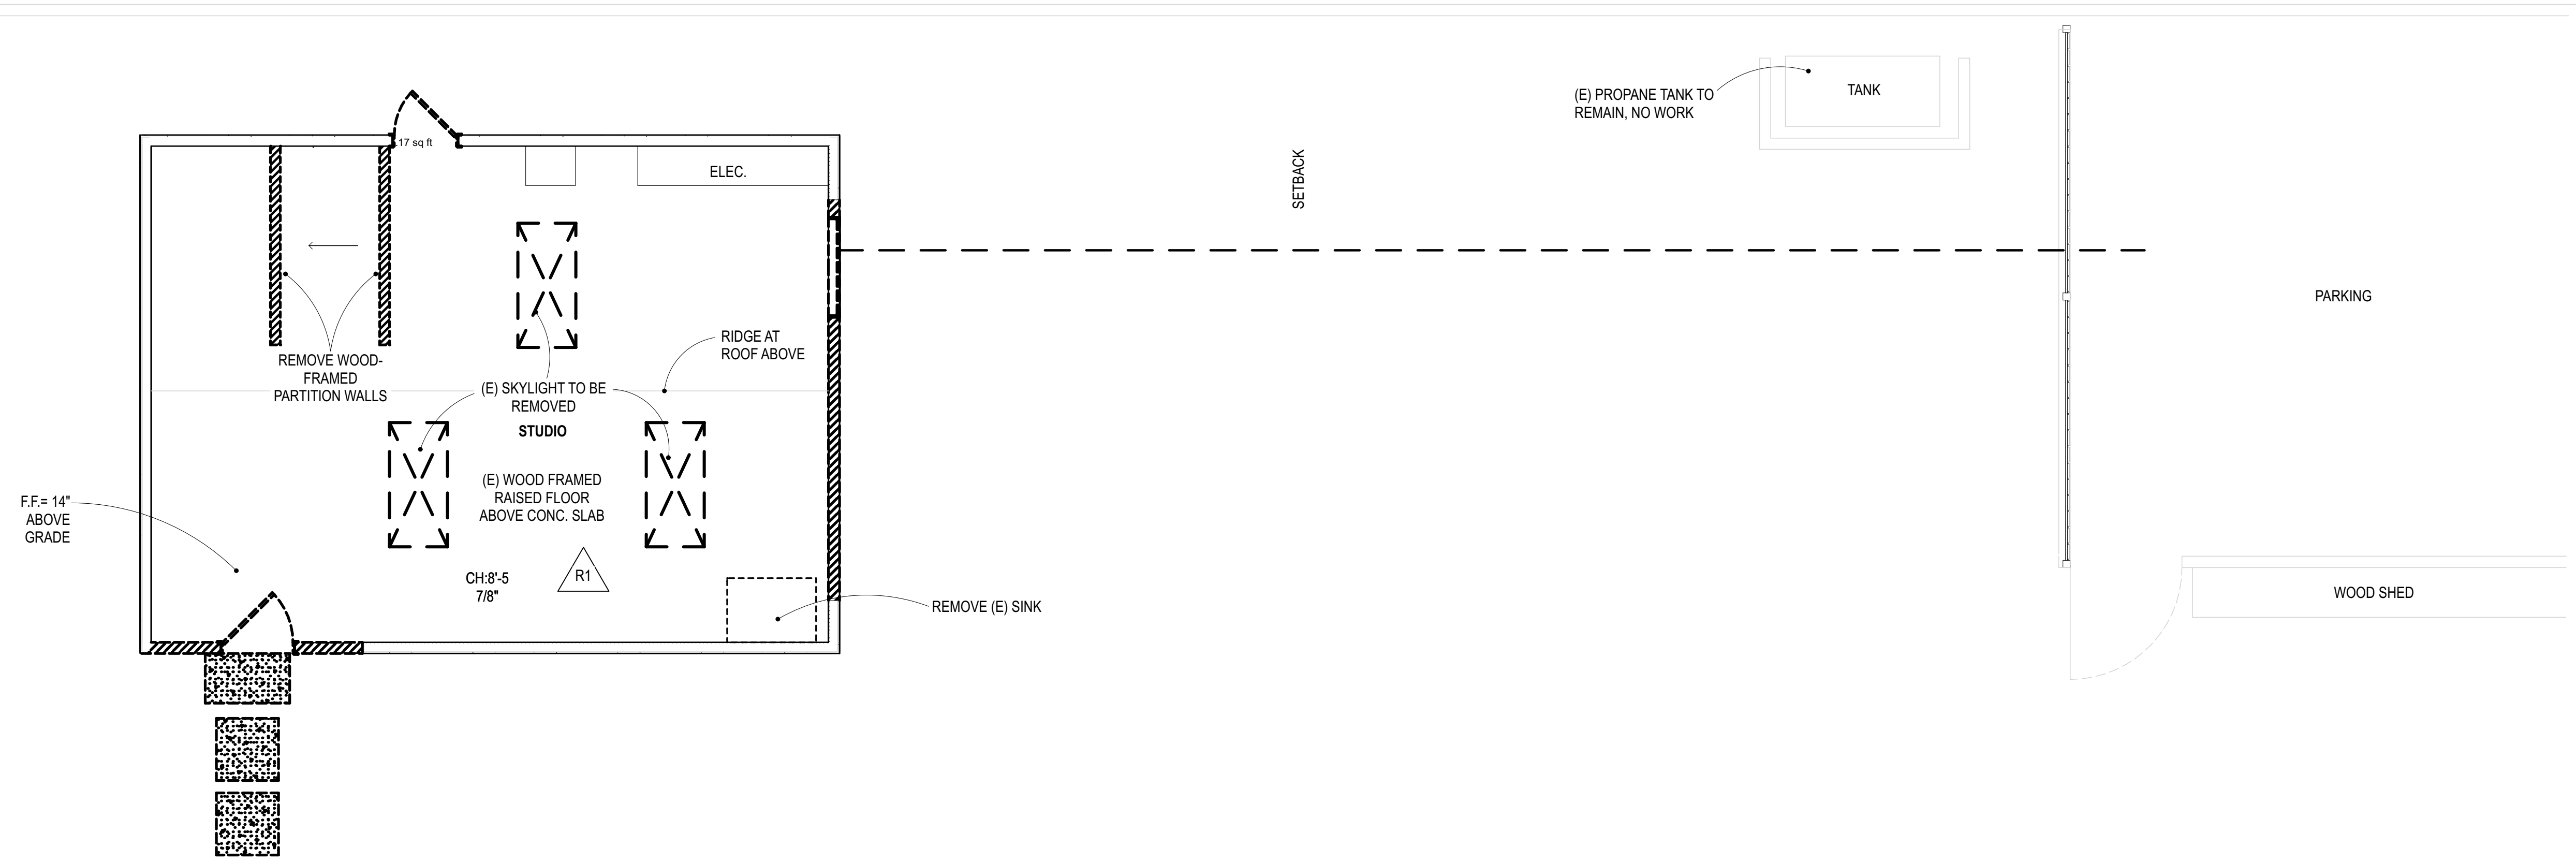 (E) PROPANE TANK TO
REMAIN, NO WORK
TANK
17 sq ft
ELEC.
SETBACK
PARKING
RIDGE AT
ROOF ABOVE
REMOVE WOOD-
FRAMED
PARTITION WALLS
(E) SKYLIGHT TO BE
REMOVED
STUDIO
(E) WOOD FRAMED
RAISED FLOOR
ABOVE CONC. SLAB
F.F.= 14"
ABOVE
GRADE
CH:8'-5
7/8"
R1
REMOVE (E) SINK
WOOD SHED